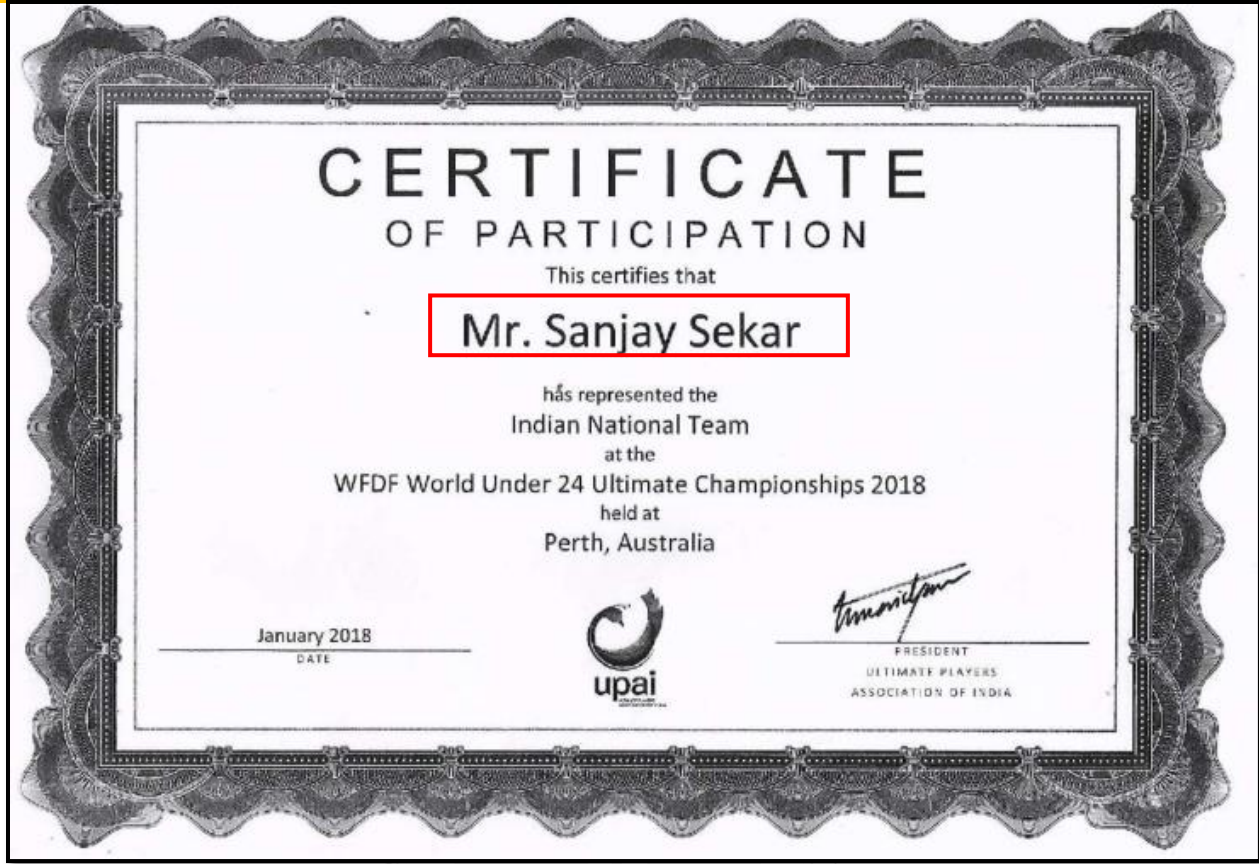 CERTIFICATE
OF PARTICIPATION
This certifies that
Mr. Sanjay Sekar
has represented the
Indian National Team
at the
WFDF World Under 24 Ultimate Championships 2018
held at
Perth, Australia
January 2018
DATE
upai
PRESIDENT
ULTIMATE PLAYERS
ASSOCIATION OF INDIA